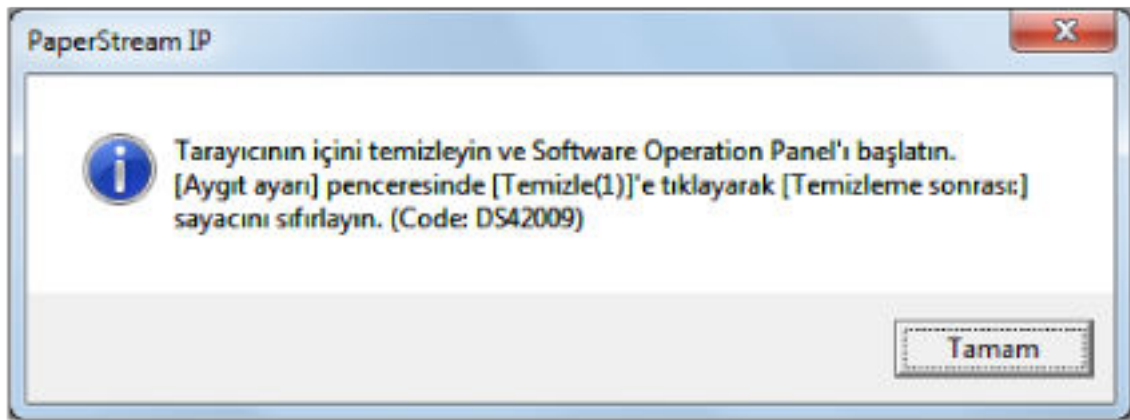 PaperStream IP
Tarayıcının içini temizleyin ve Software Operation Panel'ı başlatın.
[Aygıt ayarı] penceresinde [Temizle(1)]'e tıklayarak [Temizleme sonrası:]
sayacını sıfırlayın. (Code: DS42009)
Tamam